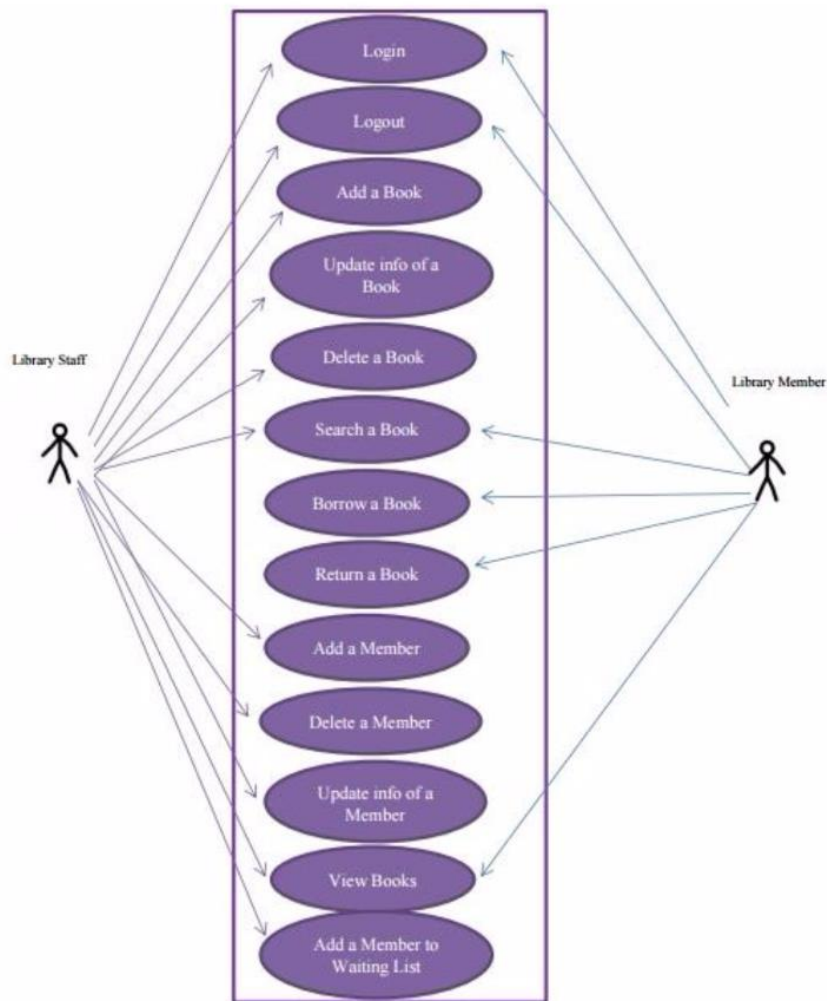 Login
Logout
Add a Book
Update info of a
Book
Library Staff
Delete a Book
Library Member
Search a Book
Borrow a Book
Return a Book
Add a Member
Delete a Member
Update info of a
Member
View Books
Add a Member to
Waiting List